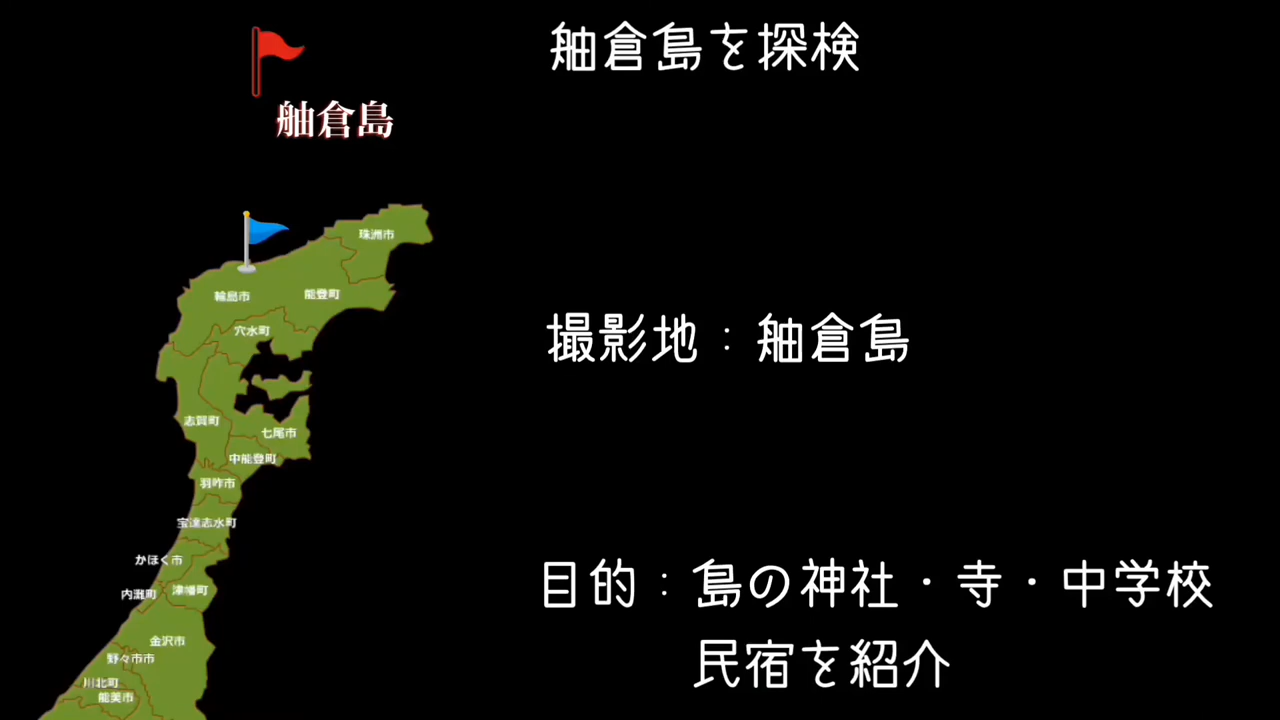 舳倉島を探検
舳倉島
珠洲市
輪島市
能登町
穴水町
撮影地：舳倉島
志賀町
七尾市
中能登町
羽咋市
宝達志水町
かほく市
内灘町
津幡町
目的：島の神社・寺・中学校
民宿を紹介
金沢市
野々市市
川北町
能美市